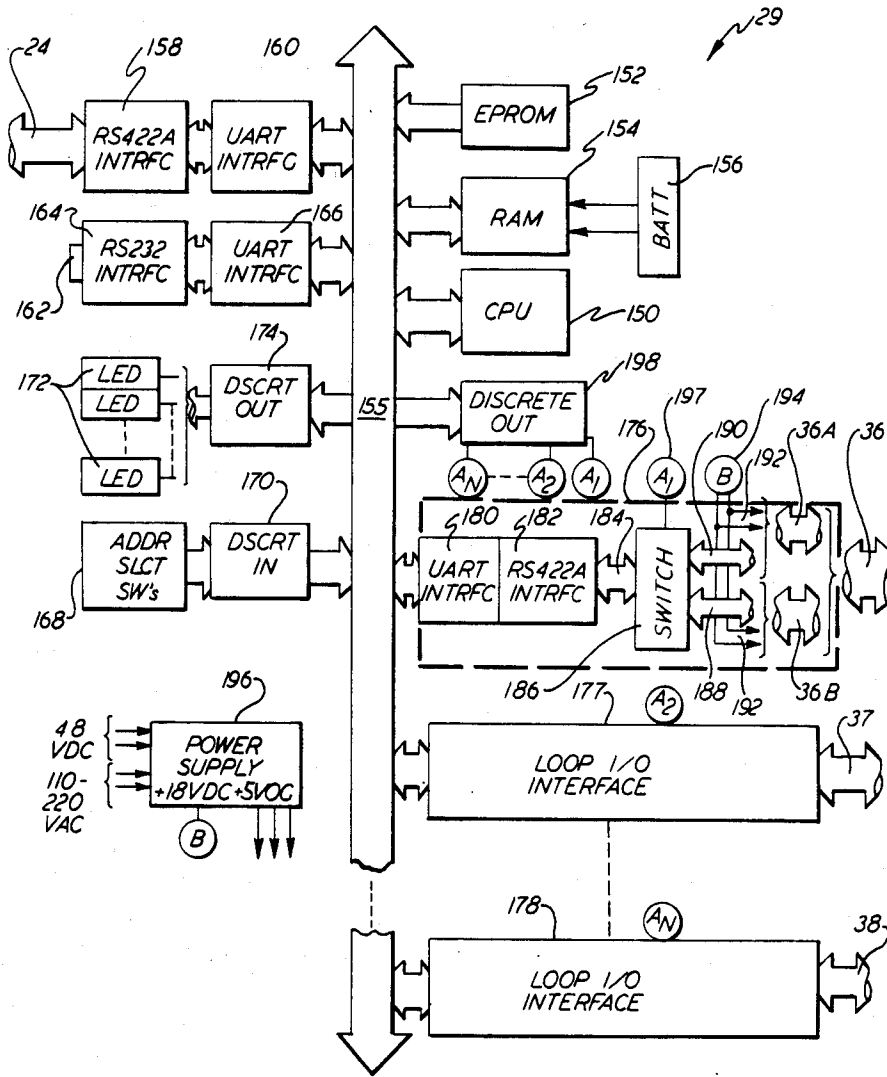 29
24
158
160
RS422A
INTRFC
UART
INTRFG
EPROM
152
154
RAM
BATT
156
164
RS232
INTRFC
162
166
UART
INTRFC
CPU
150
172
LED
LED
LED
174
DSCRT
OUT
155
198
DISCRETE
OUT
197
176
194
190
192
36A
36
AN
A2
A1
A1
B
170
ADDR
SLCT
SW's
168
DSCRT
IN
180
182
184
UART
INTRFC
RS422A
INTRFC
SWITCH
186
188
192
36B
177
A2
LOOP I/O
INTERFACE
37
196
48
VDC
110-
220
VAC
POWER
SUPPLY
+18VDC +5VOC
B
178
AN
LOOP I/O
INTERFACE
38